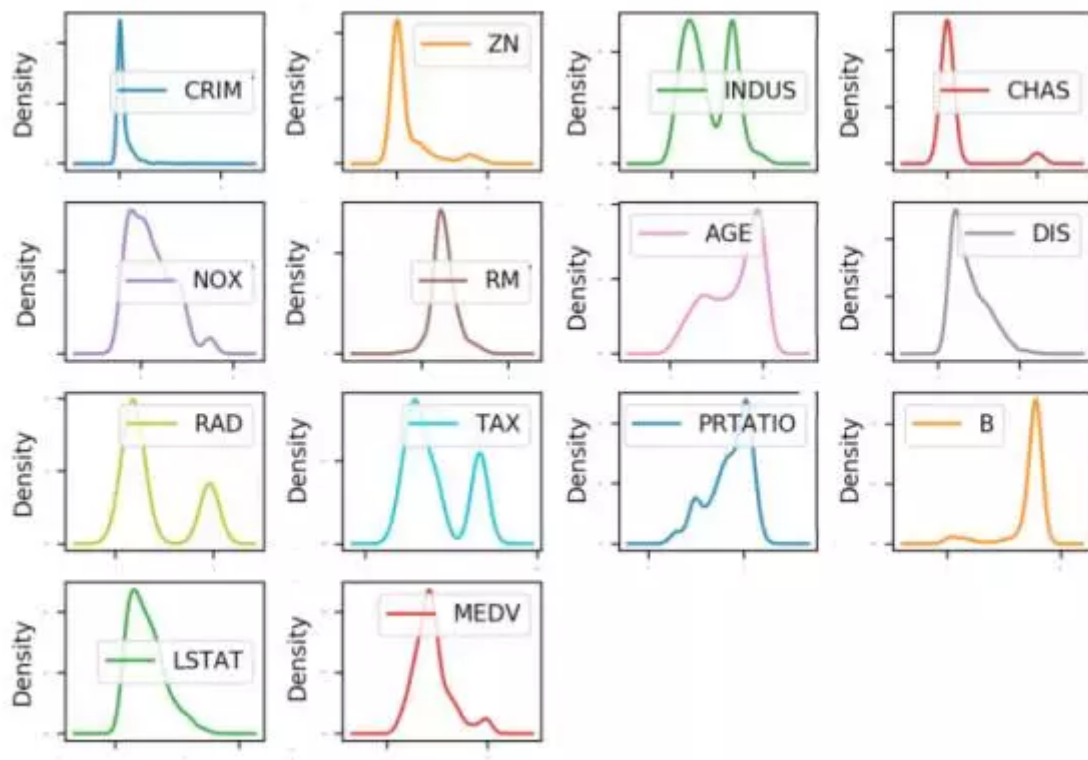 Density CRIM
Density ZN
Density INDUS
Density CHAS
Density NOX
Density RM
Density AGE
Density DIS
Density RAD
Density TAX
Density PRTATIO
Density B
Density LSTAT
Density MEDV